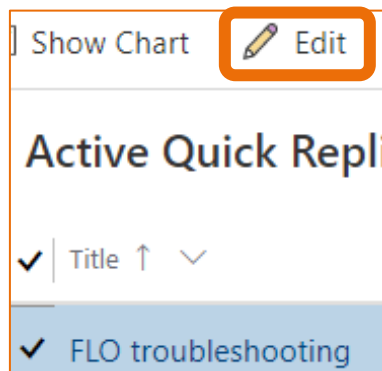 Show Chart Edit
Active Quick Repli
Title
FLO troubleshooting